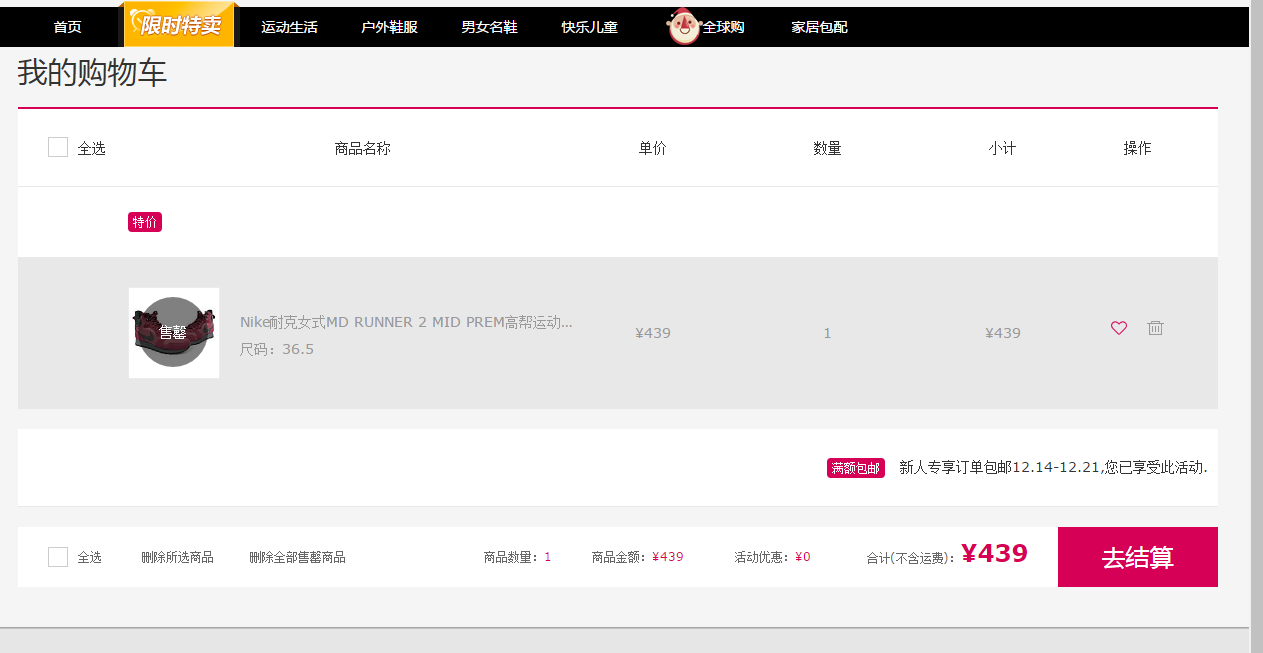 首页 限时特卖 运动生活 户外鞋服 男女名鞋 快乐儿童 全球购 家居包配
我的购物车
全选 商品名称 单价 数量 小计 操作
特价
售罄
Nike耐克女式MD RUNNER 2 MID PREM高帮运动...
尺码：36.5
¥439 1 ¥439
满额包邮 新人专享订单包邮12.14-12.21,您已享受此活动.
全选 删除所选商品 删除全部售罄商品 商品数量：1 商品金额：¥439 活动优惠：¥0 合计(不含运费)：¥439 去结算